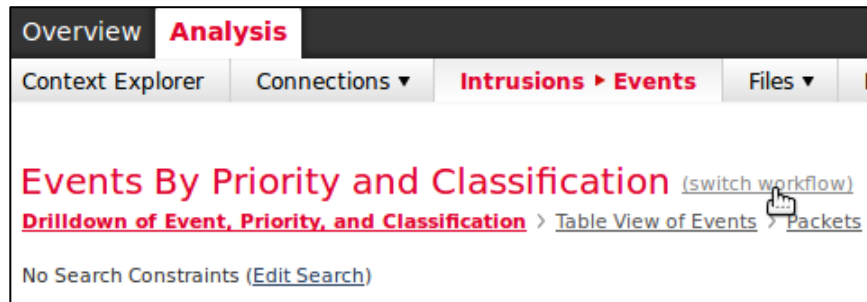 Overview Analysis
Context Explorer Connections ▼ Intrusions ▶ Events Files ▼
Events By Priority and Classification (switch workflow)
Drilldown of Event, Priority, and Classification > Table View of Events > Packets
No Search Constraints (Edit Search)